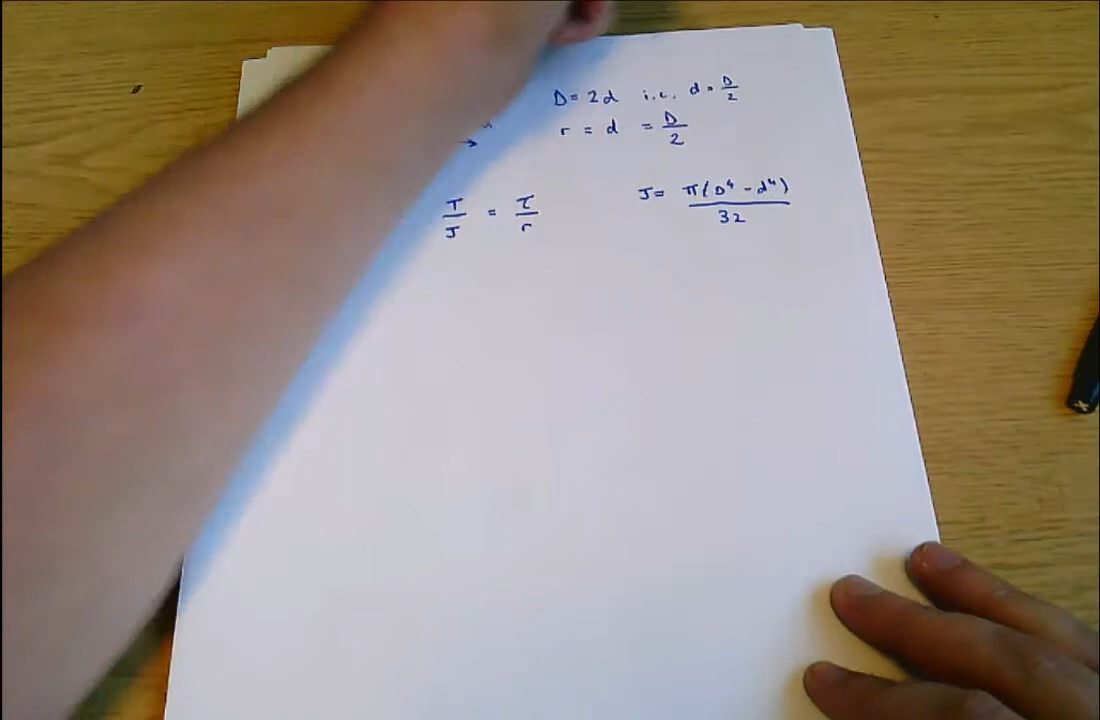 D = 2d i.e. d = D/2
→ r = d = D/2
T/J = τ/r J = π(D⁴ - d⁴)/32